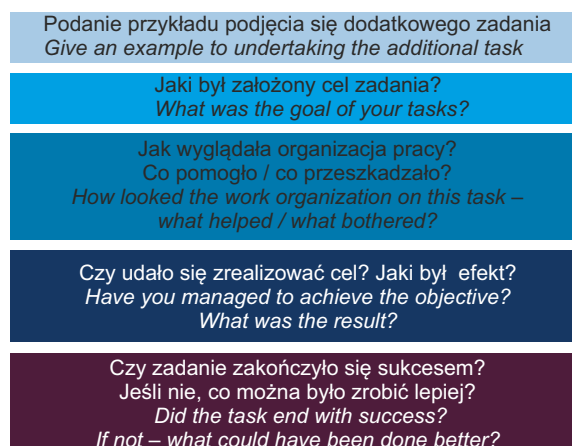 Podanie przykładu podjęcia się dodatkowego zadania
Give an example to undertaking the additional task
Jaki był założony cel zadania?
What was the goal of your tasks?
Jak wyglądała organizacja pracy?
Co pomogło / co przeszkadzało?
How looked the work organization on this task –
what helped / what bothered?
Czy udało się zrealizować cel? Jaki był efekt?
Have you managed to achieve the objective?
What was the result?
Czy zadanie zakończyło się sukcesem?
Jeśli nie, co można było zrobić lepiej?
Did the task end with success?
If not – what could have been done better?